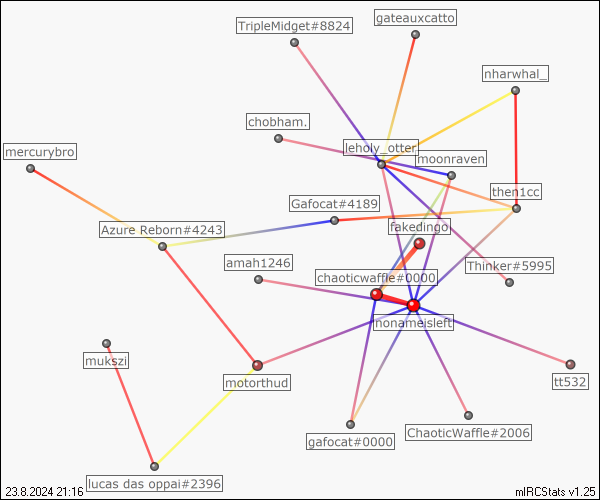 TripleMidget#8824
gateauxcatto
nharwhal_
chobham.
leholy_otter
mercurybro
moonraven
then1cc
Gafocat#4189
Azure Reborn#4243
fakedingo
amah1246
Thinker#5995
chaoticwaffle#0000
nonameisleft
mukszi
motorthud
tt532
ChaoticWaffle#2006
gafocat#0000
lucas das oppai#2396
23.8.2024 21:16
mIRCStats v1.25